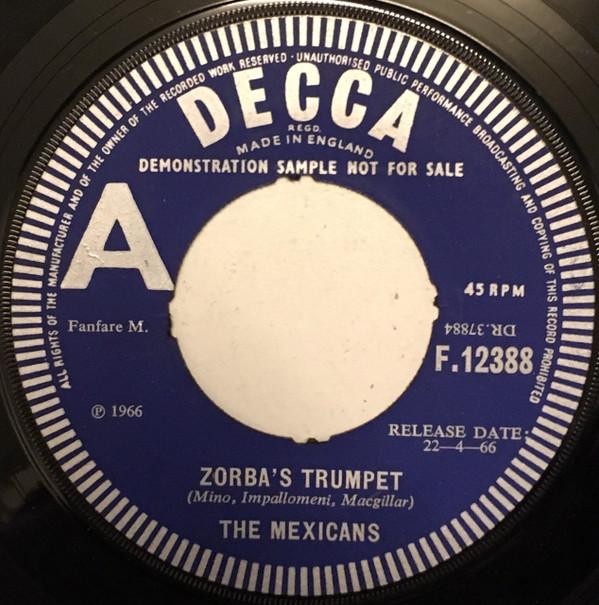 ALL RIGHTS OF THE MANUFACTURER AND OF THE OWNER OF THE RECORDED WORK RESERVED · UNAUTHORISED PUBLIC PERFORMANCE BROADCASTING AND COPYING OF THIS RECORD PROHIBITED
DECCA
REGD.
MADE IN ENGLAND
DEMONSTRATION SAMPLE NOT FOR SALE
A
45 RPM
Fanfare M.
DR.37884
F.12388
℗ 1966
RELEASE DATE:
22—4—66
ZORBA'S TRUMPET
(Mino, Impallomeni, Macgillar)
THE MEXICANS